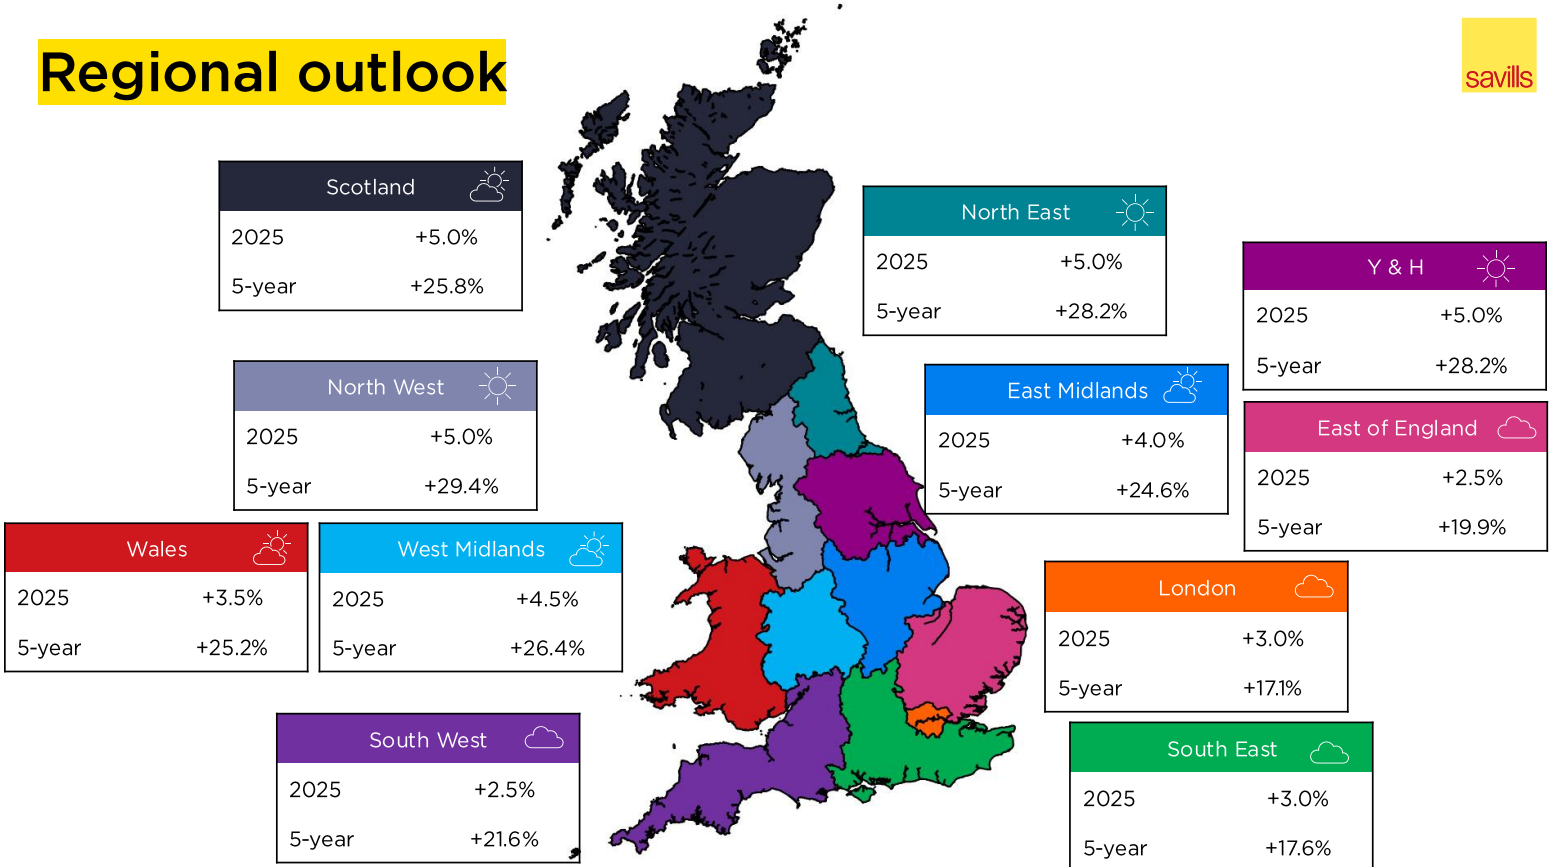 Regional outlook
savills
Scotland
2025 +5.0%
5-year +25.8%
North East
2025 +5.0%
5-year +28.2%
Y & H
2025 +5.0%
5-year +28.2%
North West
2025 +5.0%
5-year +29.4%
East Midlands
2025 +4.0%
5-year +24.6%
East of England
2025 +2.5%
5-year +19.9%
Wales
2025 +3.5%
5-year +25.2%
West Midlands
2025 +4.5%
5-year +26.4%
London
2025 +3.0%
5-year +17.1%
South West
2025 +2.5%
5-year +21.6%
South East
2025 +3.0%
5-year +17.6%